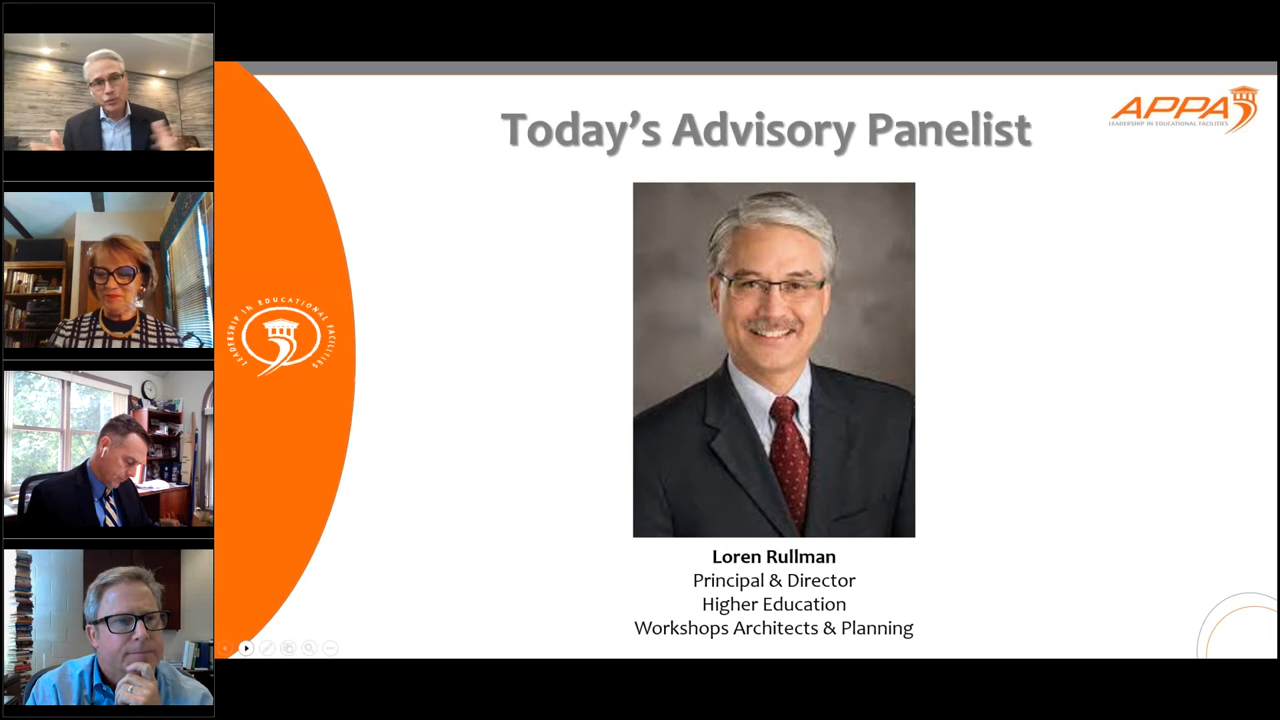 Today's Advisory Panelist
APPA
LEADERSHIP IN EDUCATIONAL FACILITIES
LEADERSHIP IN EDUCATIONAL FACILITIES
Loren Rullman
Principal & Director
Higher Education
Workshops Architects & Planning